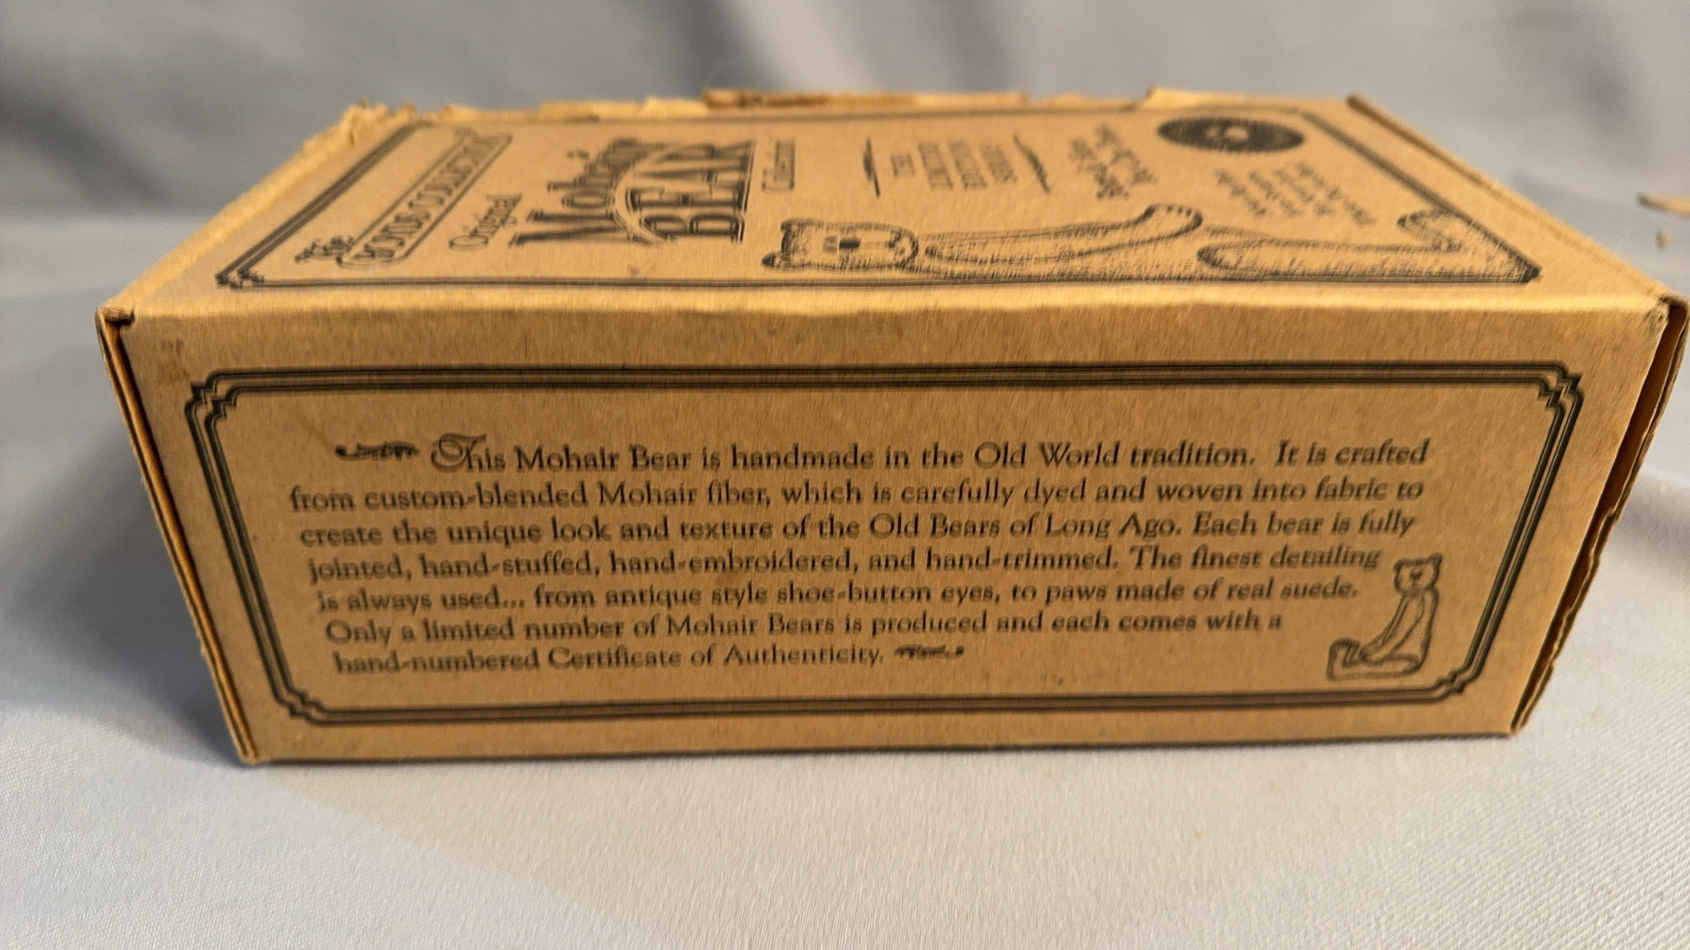 The
BOYDS COLLECTION
Original
Mohair
BEAR
Collection
THE
This Mohair Bear is handmade in the Old World tradition. It is crafted
from custom-blended Mohair fiber, which is carefully dyed and woven into fabric to
create the unique look and texture of the Old Bears of Long Ago. Each bear is fully
jointed, hand-stuffed, hand-embroidered, and hand-trimmed. The finest detailing
is always used... from antique style shoe-button eyes, to paws made of real suede.
Only a limited number of Mohair Bears is produced and each comes with a
hand-numbered Certificate of Authenticity.